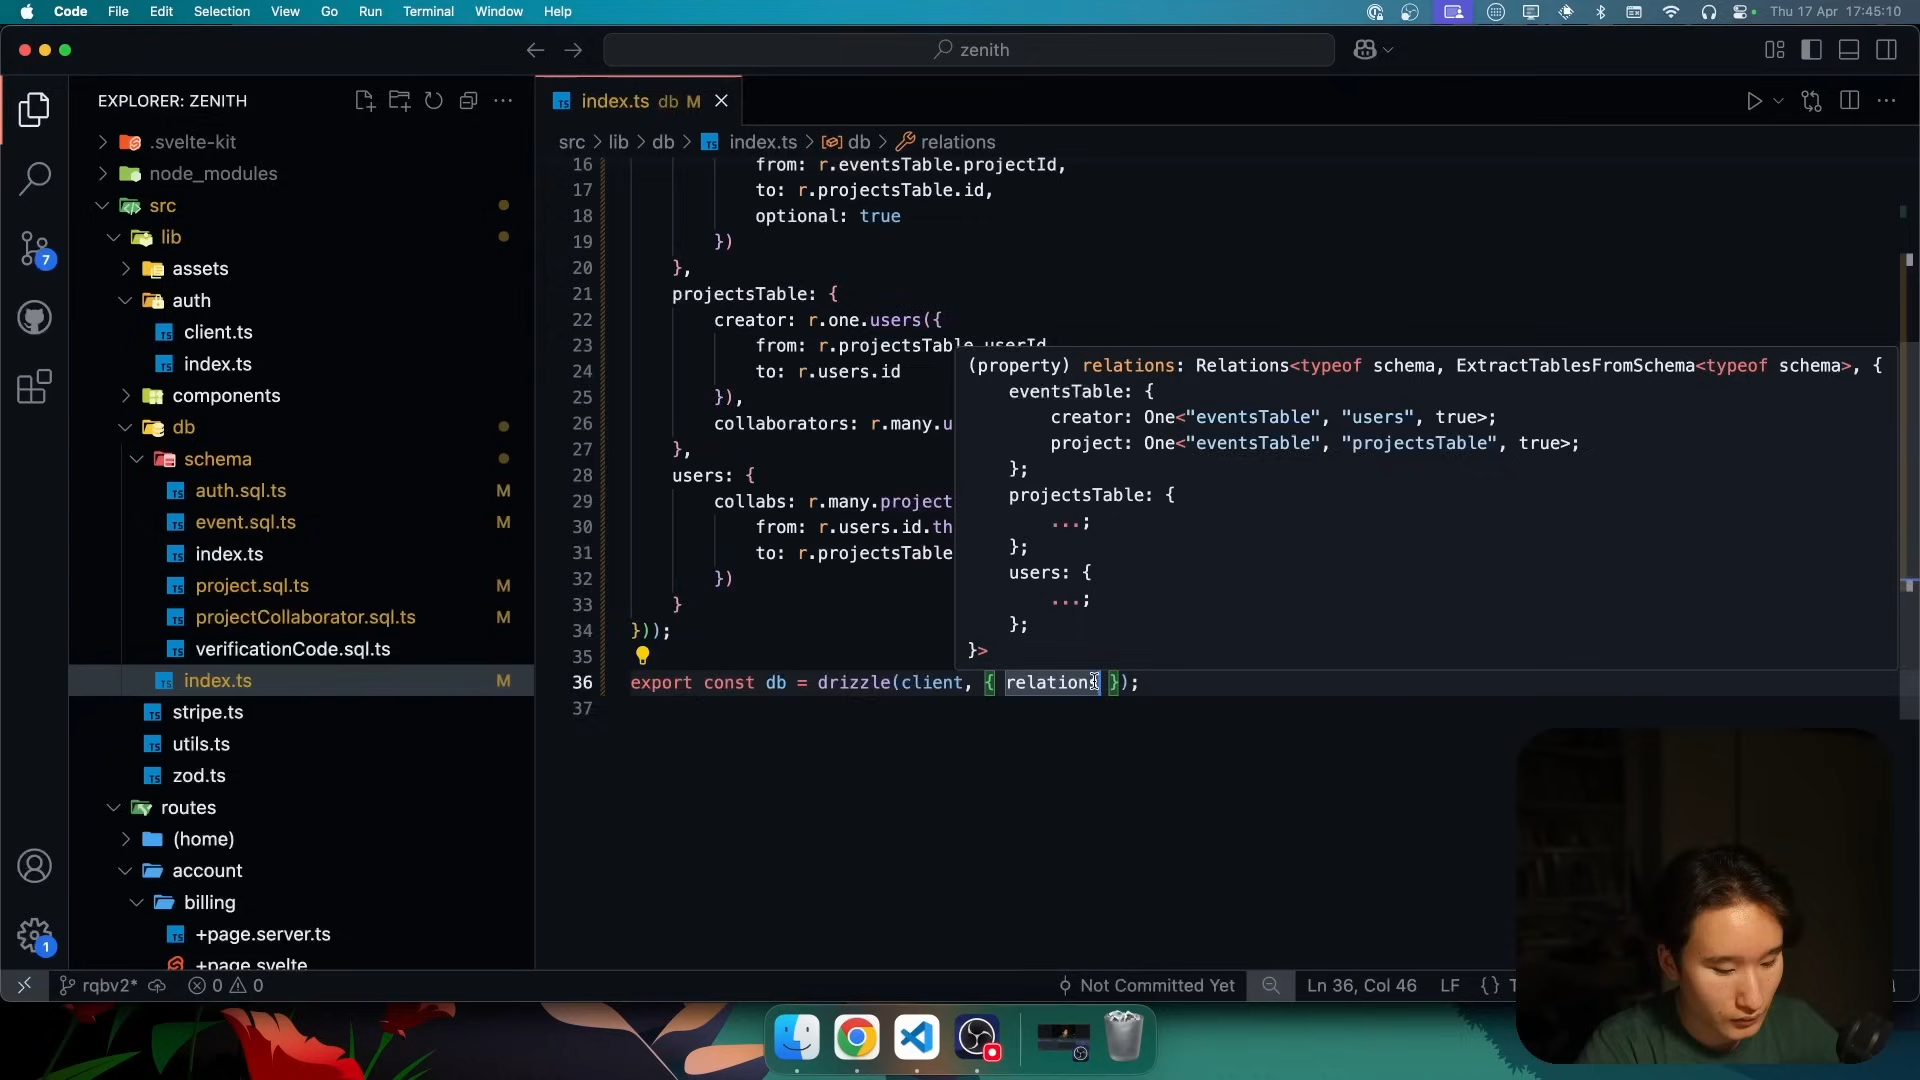 Code File Edit Selection View Go Run Terminal Window Help
Thu 17 Apr 17:45:10
zenith
EXPLORER: ZENITH
.svelte-kit
node_modules
src
lib
assets
auth
client.ts
index.ts
components
db
schema
auth.sql.ts M
event.sql.ts M
index.ts
project.sql.ts M
projectCollaborator.sql.ts M
verificationCode.sql.ts
index.ts M
stripe.ts
utils.ts
zod.ts
routes
(home)
account
billing
+page.server.ts
+page.svelte
7
1
TS index.ts db M
src > lib > db > TS index.ts > db > relations
16 from: r.eventsTable.projectId,
17 to: r.projectsTable.id,
18 optional: true
19 })
20 },
21 projectsTable: {
22 creator: r.one.users({
23 from: r.projectsTable.userId,
24 to: r.users.id
25 }),
26 collaborators: r.many.u
27 },
28 users: {
29 collabs: r.many.project
30 from: r.users.id.th
31 to: r.projectsTable
32 })
33 }
34 }));
35
36 export const db = drizzle(client, { relations });
37
(property) relations: Relations<typeof schema, ExtractTablesFromSchema<typeof schema>, {
eventsTable: {
creator: One<"eventsTable", "users", true>;
project: One<"eventsTable", "projectsTable", true>;
};
projectsTable: {
...;
};
users: {
...;
};
}>
rqbv2* 0 0
Not Committed Yet Ln 36, Col 46 LF {}